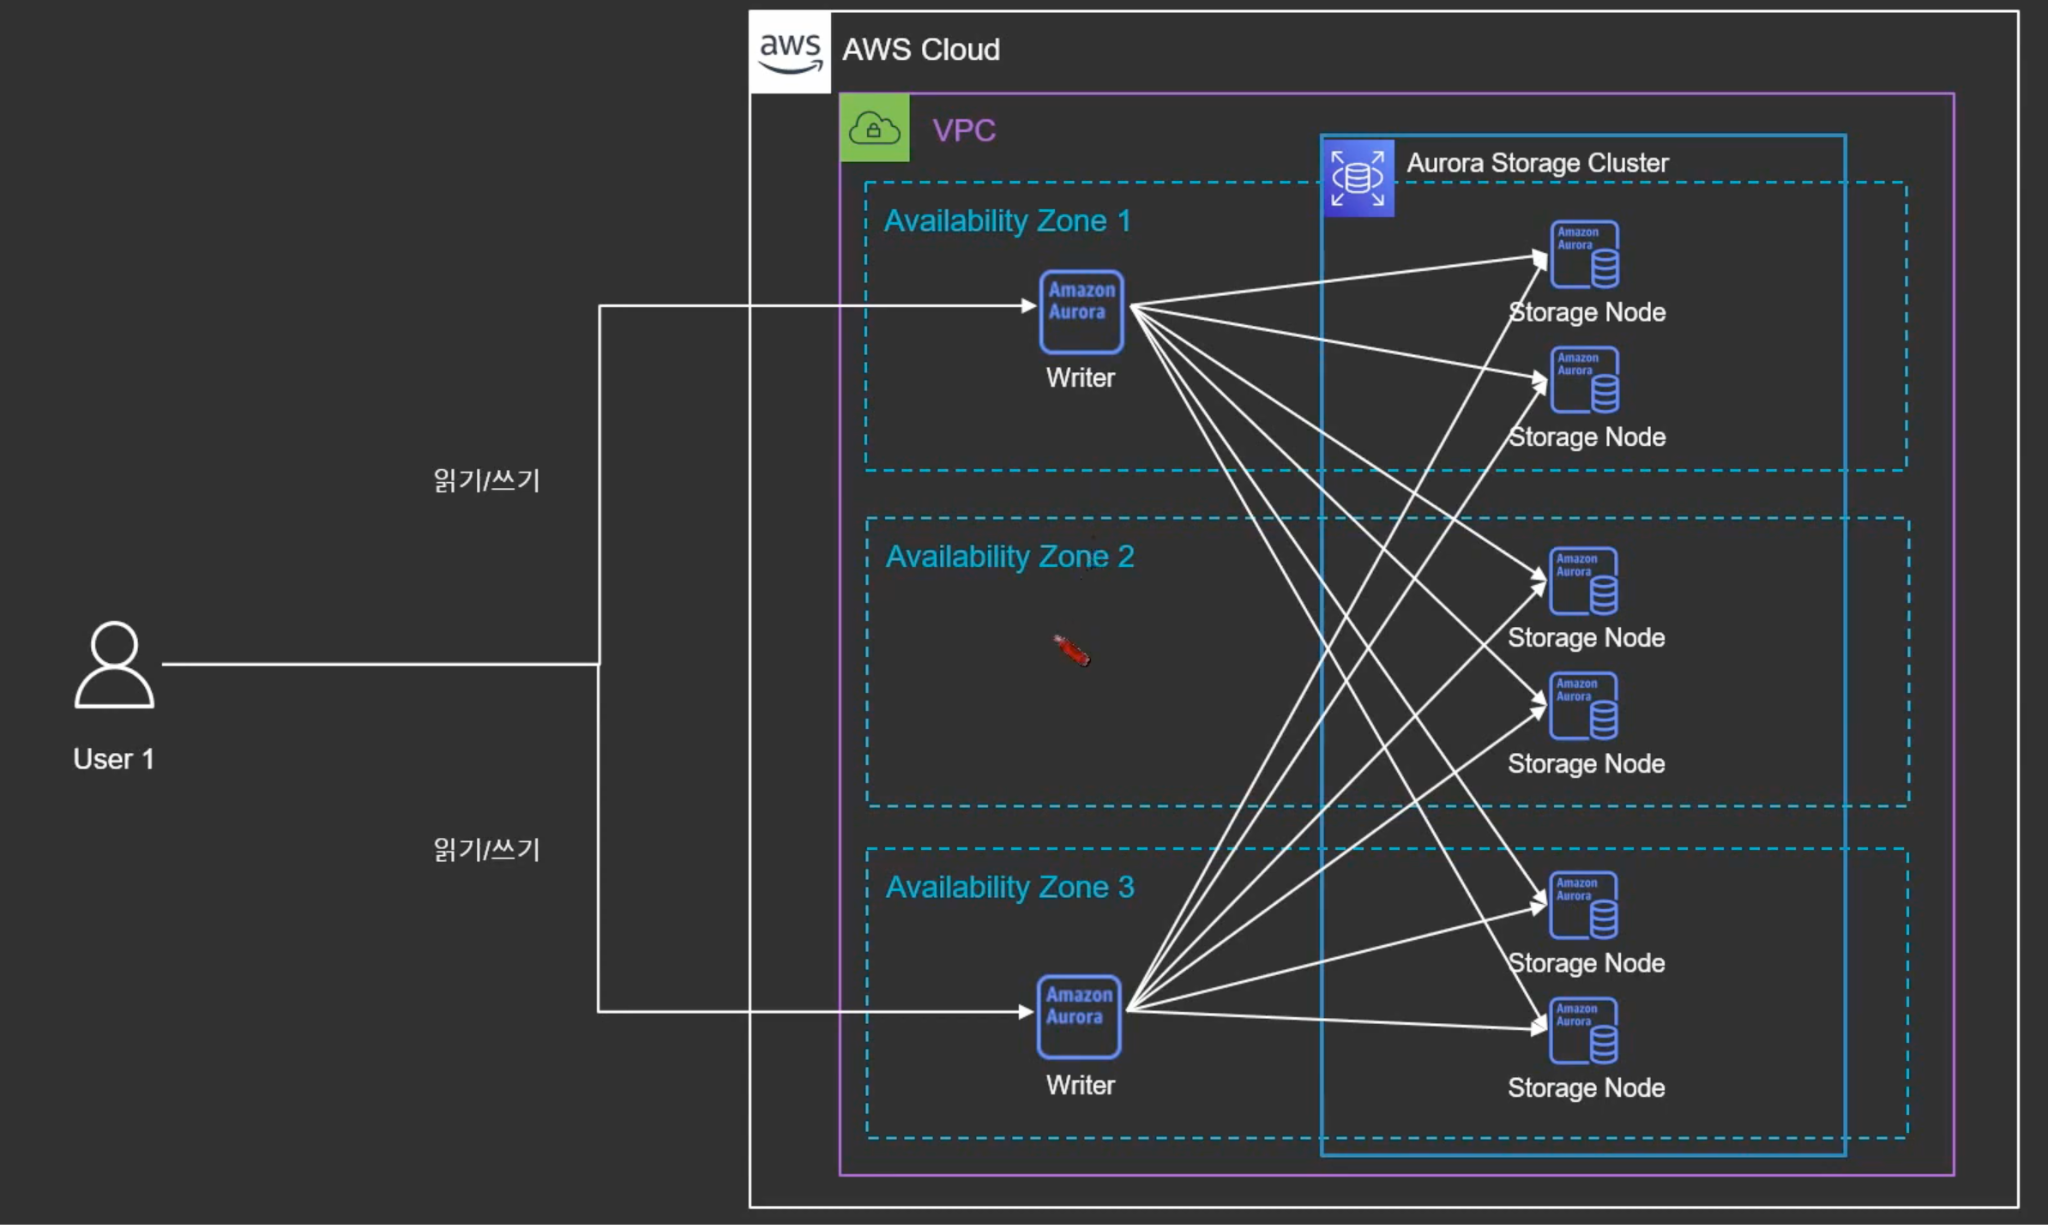 aws
AWS Cloud
VPC
Aurora Storage Cluster
Availability Zone 1
Amazon
Aurora
Writer
Amazon
Aurora
Storage Node
Amazon
Aurora
Storage Node
읽기/쓰기
Availability Zone 2
Amazon
Aurora
Storage Node
Amazon
Aurora
Storage Node
User 1
읽기/쓰기
Availability Zone 3
Amazon
Aurora
Storage Node
Amazon
Aurora
Writer
Amazon
Aurora
Storage Node